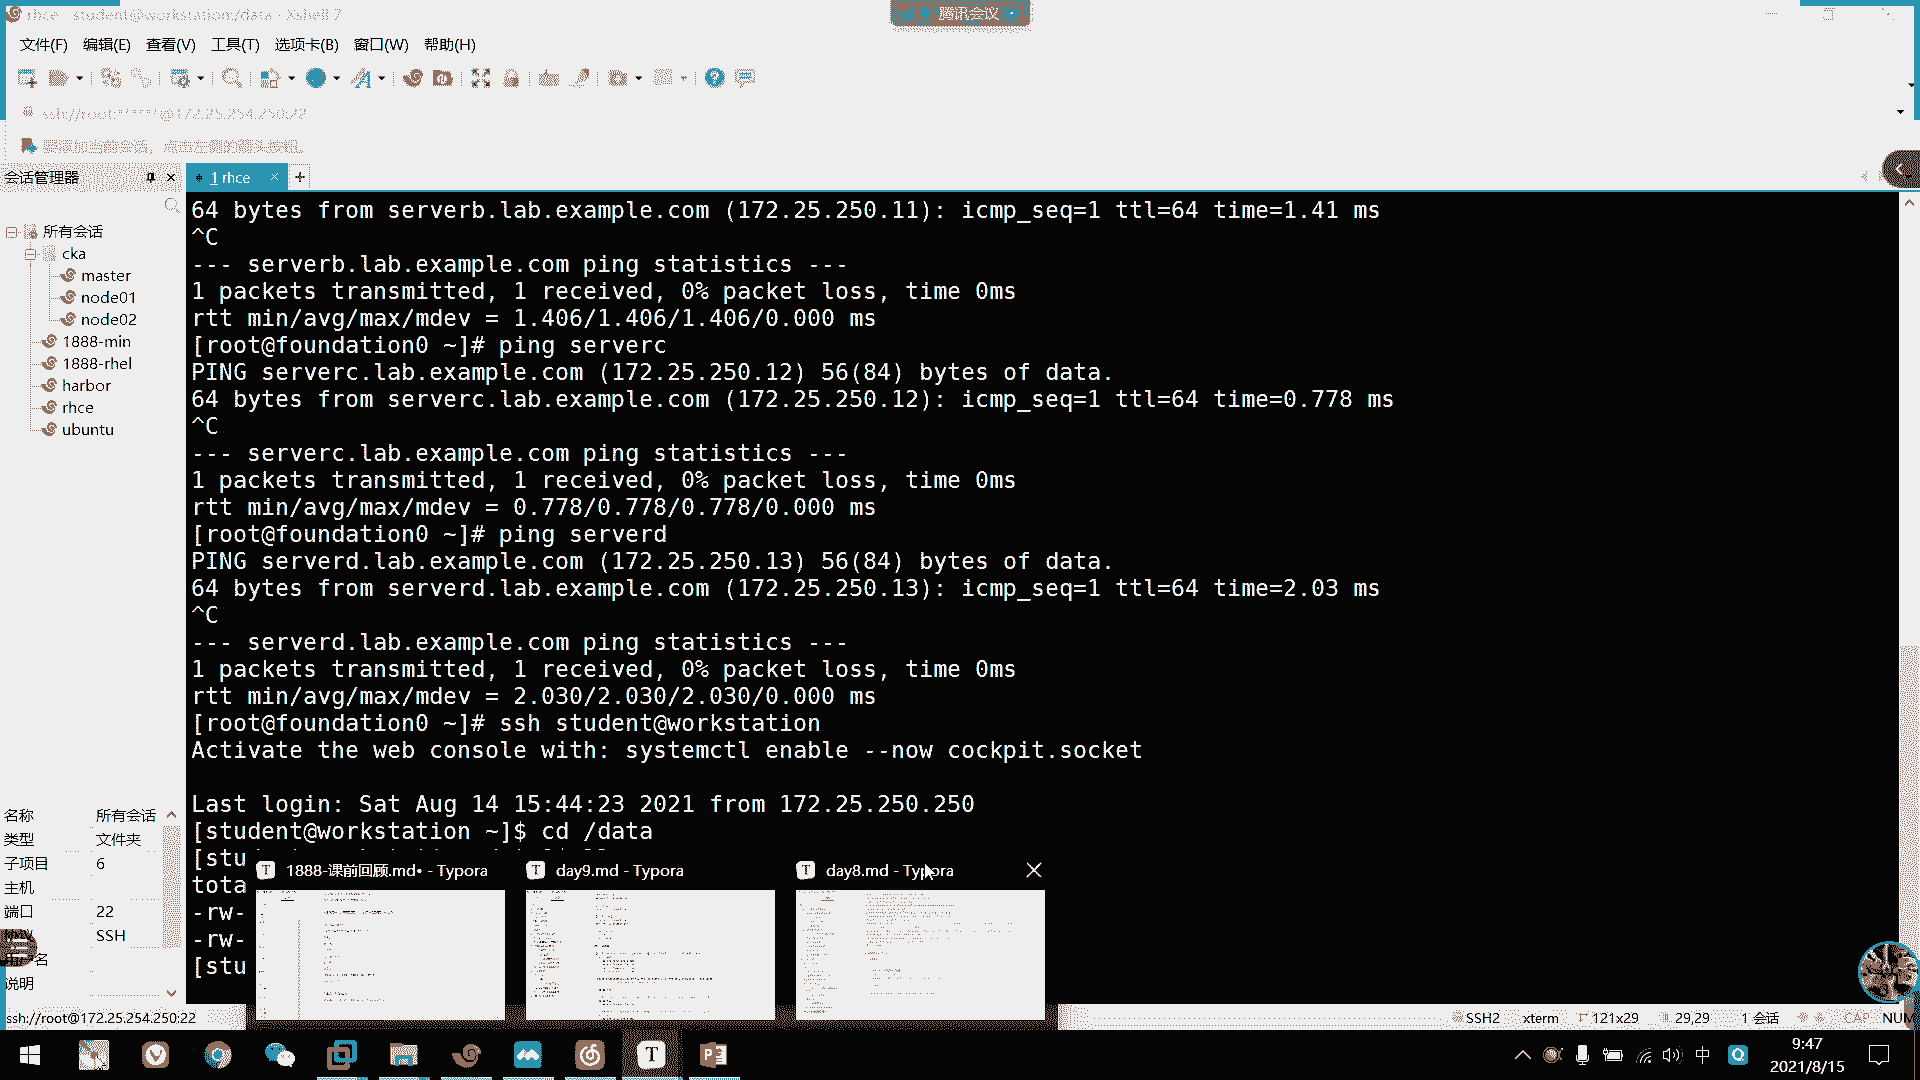 rhce - student@workstation:/data - Xshell 7
腾讯会议
文件(F) 编辑(E) 查看(V) 工具(T) 选项卡(B) 窗口(W) 帮助(H)
要添加当前会话，点击左侧的箭头按钮。
会话管理器
1 rhce
所有会话
cka
master
node01
node02
1888-min
1888-rhel
harbor
rhce
ubuntu
64 bytes from serverb.lab.example.com (172.25.250.11): icmp_seq=1 ttl=64 time=1.41 ms
^C
--- serverb.lab.example.com ping statistics ---
1 packets transmitted, 1 received, 0% packet loss, time 0ms
rtt min/avg/max/mdev = 1.406/1.406/1.406/0.000 ms
[root@foundation0 ~]# ping serverc
PING serverc.lab.example.com (172.25.250.12) 56(84) bytes of data.
64 bytes from serverc.lab.example.com (172.25.250.12): icmp_seq=1 ttl=64 time=0.778 ms
^C
--- serverc.lab.example.com ping statistics ---
1 packets transmitted, 1 received, 0% packet loss, time 0ms
rtt min/avg/max/mdev = 0.778/0.778/0.778/0.000 ms
[root@foundation0 ~]# ping serverd
PING serverd.lab.example.com (172.25.250.13) 56(84) bytes of data.
64 bytes from serverd.lab.example.com (172.25.250.13): icmp_seq=1 ttl=64 time=2.03 ms
^C
--- serverd.lab.example.com ping statistics ---
1 packets transmitted, 1 received, 0% packet loss, time 0ms
rtt min/avg/max/mdev = 2.030/2.030/2.030/0.000 ms
[root@foundation0 ~]# ssh student@workstation
Activate the web console with: systemctl enable --now cockpit.socket
Last login: Sat Aug 14 15:44:23 2021 from 172.25.250.250
[student@workstation ~]$ cd /data
[stu
tota
-rw-
-rw-
[stu
名称 所有会话
类型 文件夹
子项目 6
主机
端口 22
SSH
说明
1888-课前回顾.md• - Typora
day9.md - Typora
day8.md - Typora
ssh://root@172.25.254.250:22
SSH2 xterm 121x29 29,29 1 会话 CAP NUM
中
9:47
2021/8/15